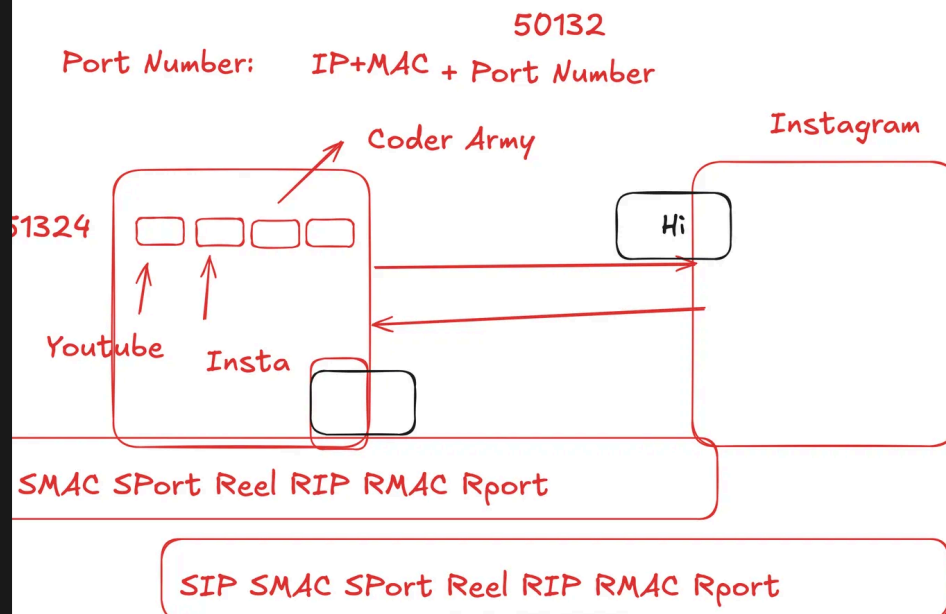 50132
Port Number: IP+MAC + Port Number
Instagram
Coder Army
Hi
51324
Youtube
Insta
SMAC SPort Reel RIP RMAC Rport
SIP SMAC SPort Reel RIP RMAC Rport